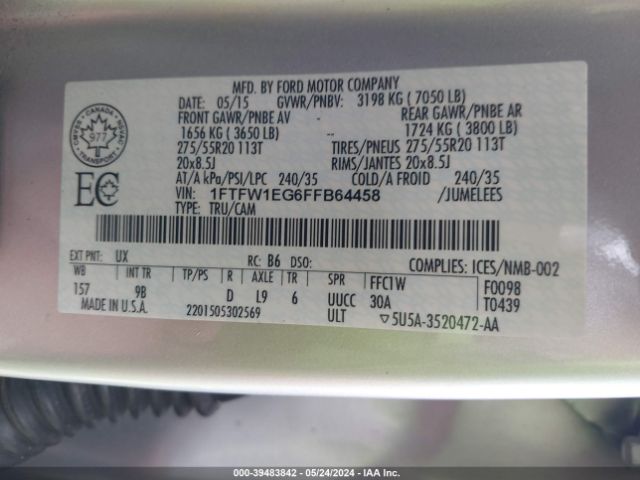 MFD. BY FORD MOTOR COMPANY
DATE: 05/15 GVWR/PNBV: 3198 KG (7050 LB)
FRONT GAWR/PNBE AV - REAR GAWR/PNBE AR
1656 KG (3650 LB) 1724 KG (3800 LB)
275/55R20 113T TIRES/PNEUS 275/55R20 113T
20x8.5J RIMS/JANTES 20x8.5J
AT/A kPa/PSI/LPC 240/35 COLD/A FROID 240/35
VIN: 1FTFW1EG6FFB64458 /JUMELEES
TYPE: TRU/CAM
CANADA
977
TRANSPORT
EC
EXT PNT: UX RC: B6 DSO: COMPLIES: ICES/NMB-002
WB INT TR TP/PS R AXLE TR SPR FFC1W F0098
157 9B D L9 6 UUCC 30A T0439
MADE IN U.S.A. 2201505302569 ULT ▽5U5A-3520472-AA
000-39483842 - 05/24/2024 - IAA Inc.